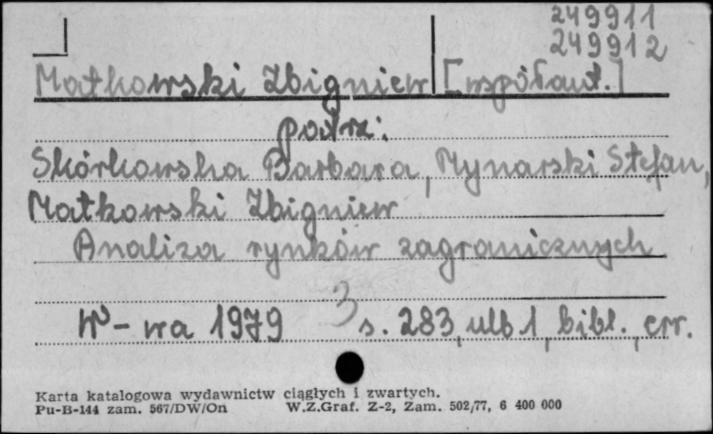 249911
249912
Matkowski Zbigniew [współaut.]
podrz:
Skórkowska Barbara, Mynarski Stefan,
Matkowski Zbigniew
Analiza rynków zagranicznych
W-wa 1979 3 s. 283, ulb 1, bibl., err.
Karta katalogowa wydawnictw ciągłych i zwartych.
Pu-B-144 zam. 567/DW/On W.Z.Graf. Z-2, Zam. 502/77, 6 400 000